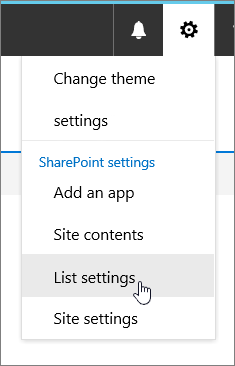 Change theme
settings
SharePoint settings
Add an app
Site contents
List settings
Site settings